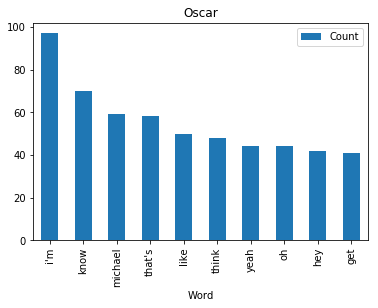 Oscar
Count
100
80
60
40
20
0
i'm
know
michael
that's
like
think
yeah
oh
hey
get
Word